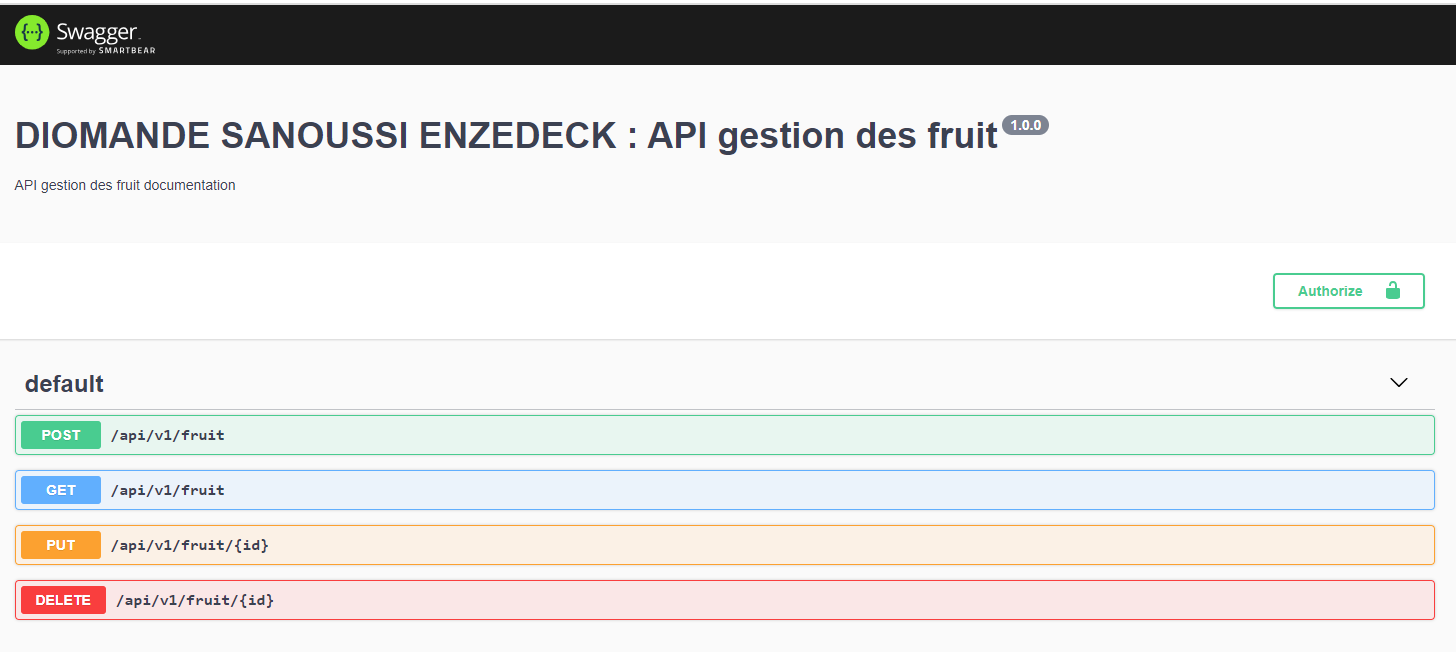 {···} Swagger.
Supported by SMARTBEAR
DIOMANDE SANOUSSI ENZEDECK : API gestion des fruit 1.0.0
API gestion des fruit documentation
Authorize
default
POST /api/v1/fruit
GET /api/v1/fruit
PUT /api/v1/fruit/{id}
DELETE /api/v1/fruit/{id}